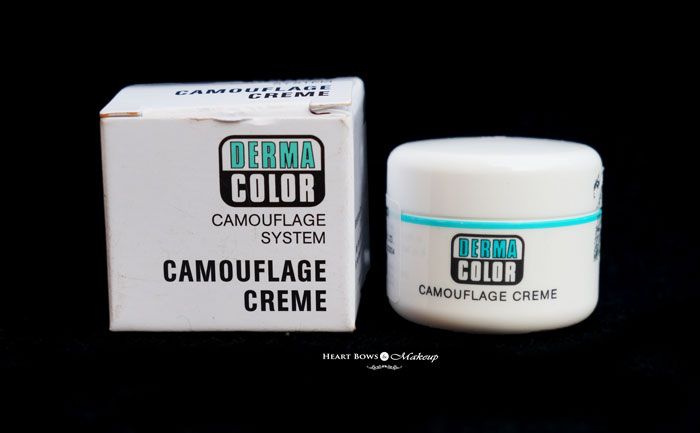 CAMOUFLAGE
CREME
DERMA
COLOR
CAMOUFLAGE
SYSTEM
CAMOUFLAGE
CREME
DERMA
COLOR
CAMOUFLAGE CREME
HEART BOWS & Makeup